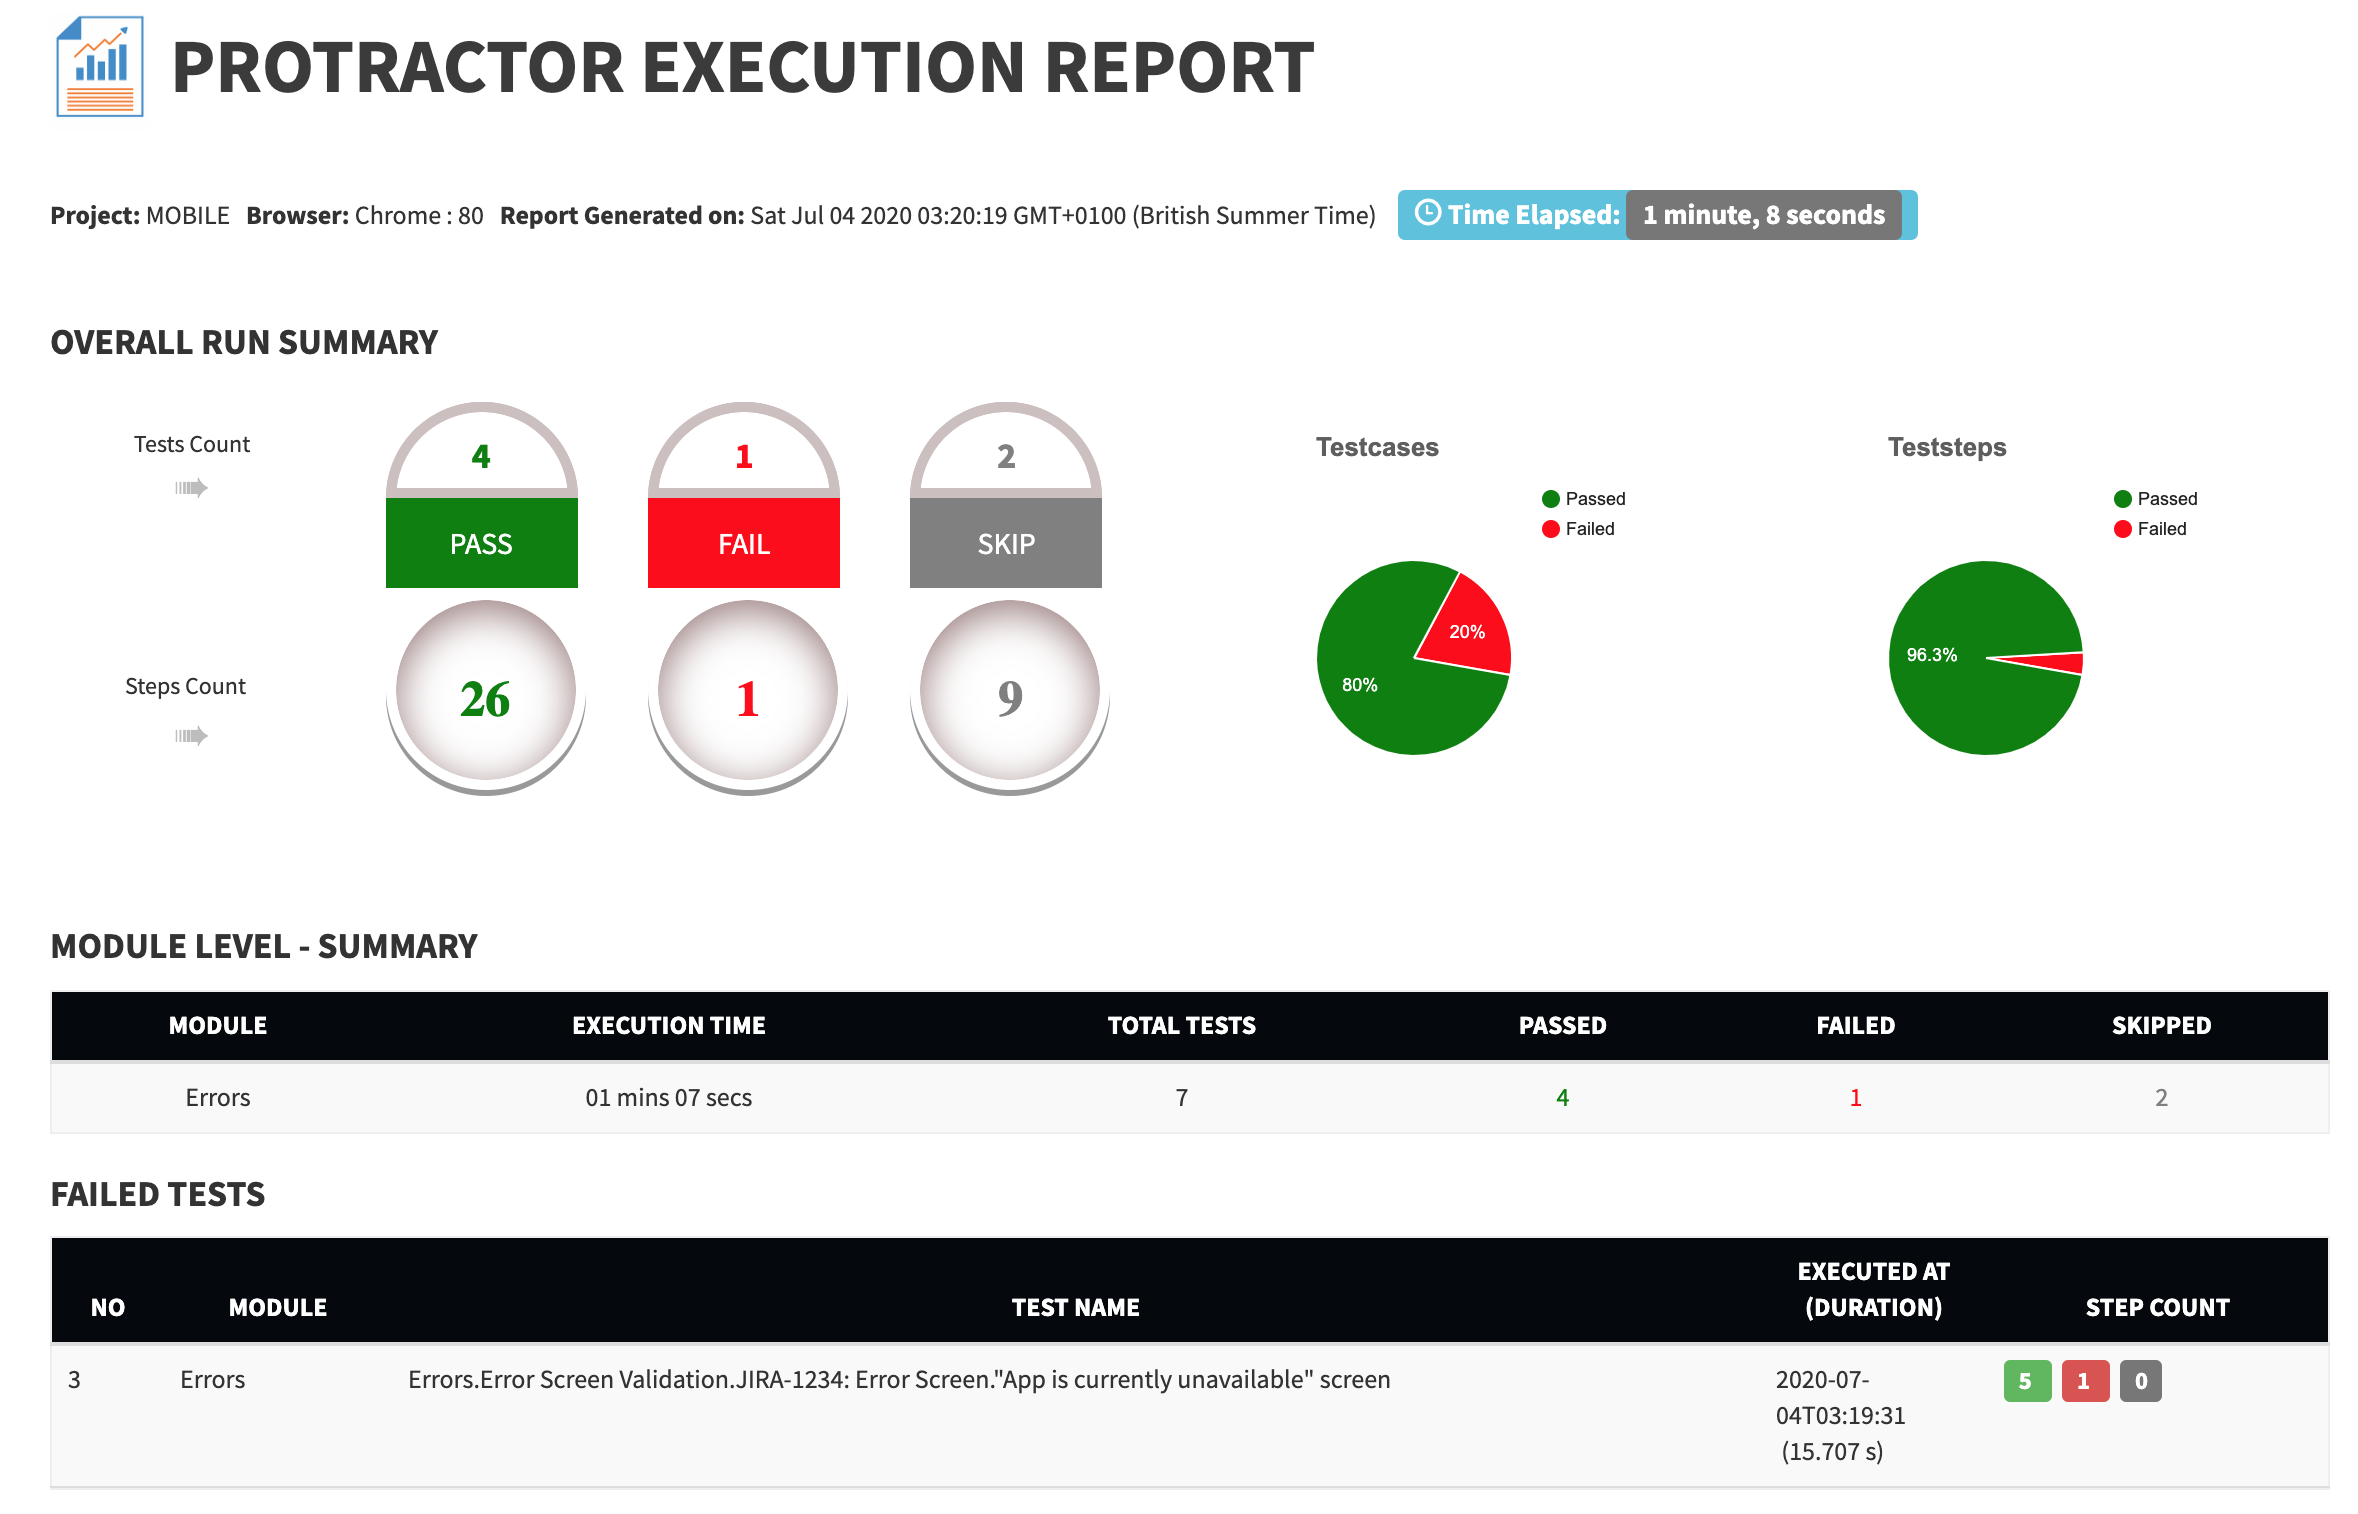 PROTRACTOR EXECUTION REPORT
Project: MOBILE Browser: Chrome : 80 Report Generated on: Sat Jul 04 2020 03:20:19 GMT+0100 (British Summer Time) Time Elapsed: 1 minute, 8 seconds
OVERALL RUN SUMMARY
Tests Count
4
1
2
PASS
FAIL
SKIP
Steps Count
26
1
9
Testcases
Passed
Failed
20%
80%
Teststeps
Passed
Failed
96.3%
MODULE LEVEL - SUMMARY
MODULE EXECUTION TIME TOTAL TESTS PASSED FAILED SKIPPED
Errors 01 mins 07 secs 7 4 1 2
FAILED TESTS
NO MODULE TEST NAME EXECUTED AT (DURATION) STEP COUNT
3 Errors Errors.Error Screen Validation.JIRA-1234: Error Screen."App is currently unavailable" screen 2020-07- 5 1 0
04T03:19:31
(15.707 s)